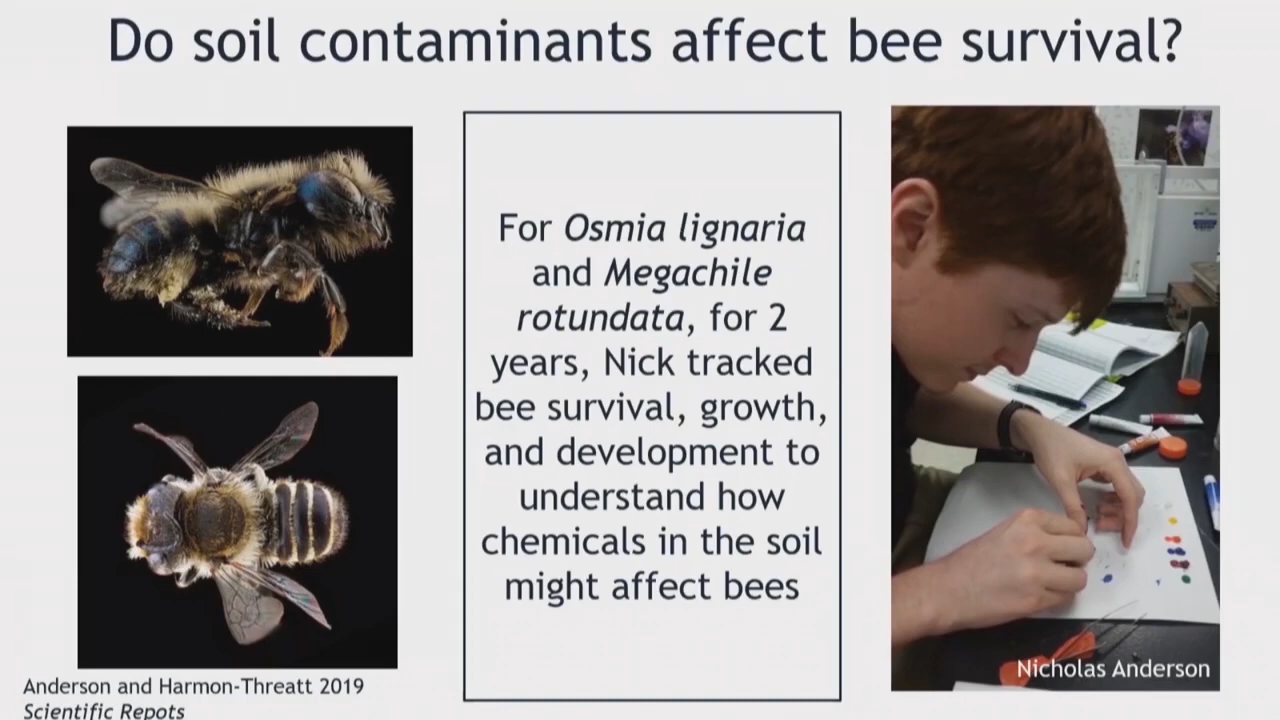 Do soil contaminants affect bee survival?
For Osmia lignaria
and Megachile
rotundata, for 2
years, Nick tracked
bee survival, growth,
and development to
understand how
chemicals in the soil
might affect bees
Nicholas Anderson
Anderson and Harmon-Threatt 2019
Scientific Repots